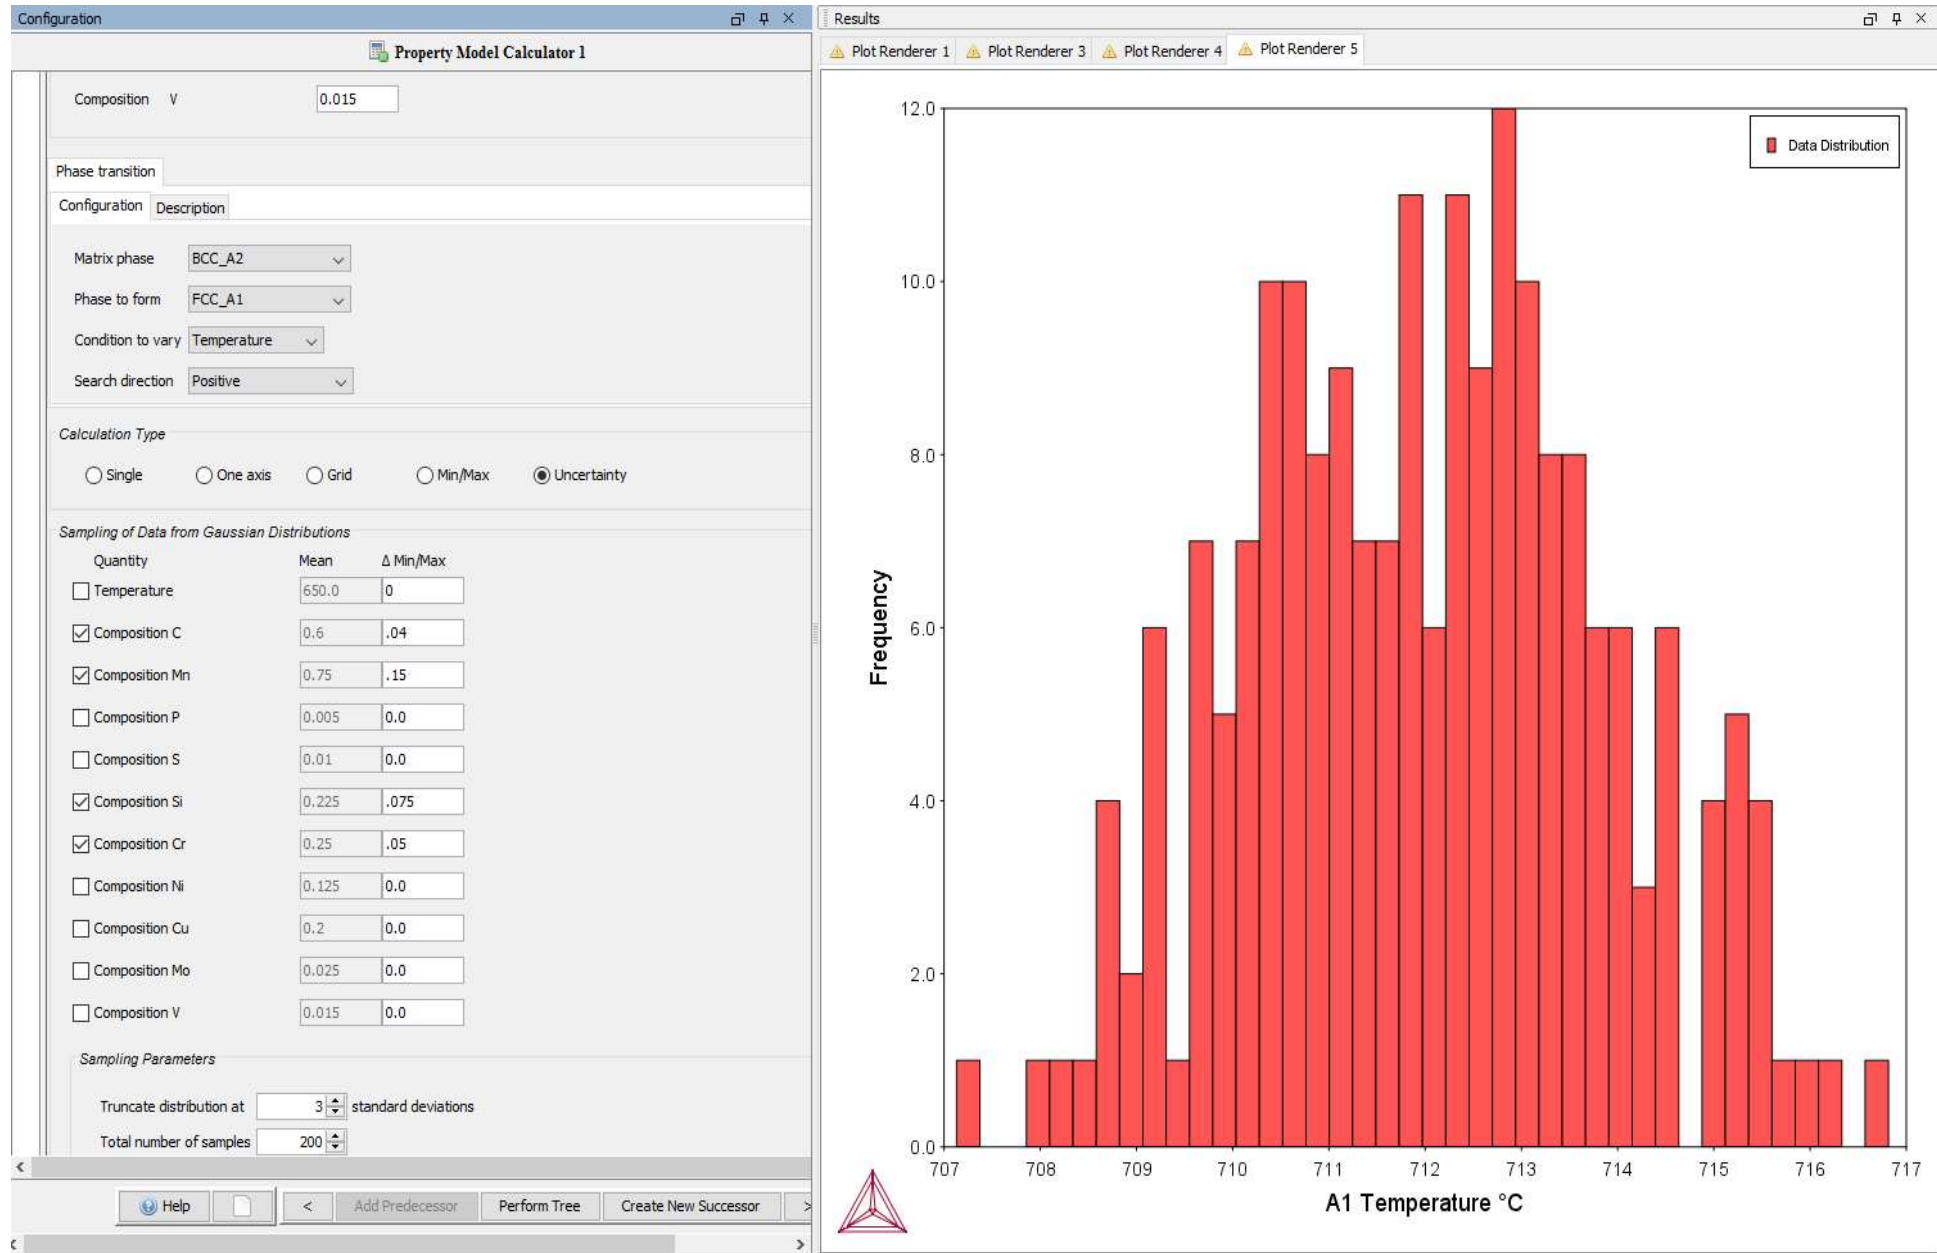 Configuration
Property Model Calculator 1
Composition V 0.015
Phase transition
Configuration Description
Matrix phase BCC_A2
Phase to form FCC_A1
Condition to vary Temperature
Search direction Positive
Calculation Type
Single One axis Grid Min/Max Uncertainty
Sampling of Data from Gaussian Distributions
Quantity Mean Δ Min/Max
Temperature 650.0 0
Composition C 0.6 .04
Composition Mn 0.75 .15
Composition P 0.005 0.0
Composition S 0.01 0.0
Composition Si 0.225 .075
Composition Cr 0.25 .05
Composition Ni 0.125 0.0
Composition Cu 0.2 0.0
Composition Mo 0.025 0.0
Composition V 0.015 0.0
Sampling Parameters
Truncate distribution at 3 standard deviations
Total number of samples 200
Help < Add Predecessor Perform Tree Create New Successor >
Results
Plot Renderer 1 Plot Renderer 3 Plot Renderer 4 Plot Renderer 5
Data Distribution
12.0
10.0
8.0
6.0
4.0
2.0
0.0
Frequency
707 708 709 710 711 712 713 714 715 716 717
A1 Temperature °C